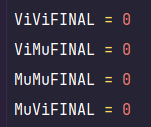 ViViFINAL = 0
ViMuFINAL = 0
MuMuFINAL = 0
MuViFINAL = 0